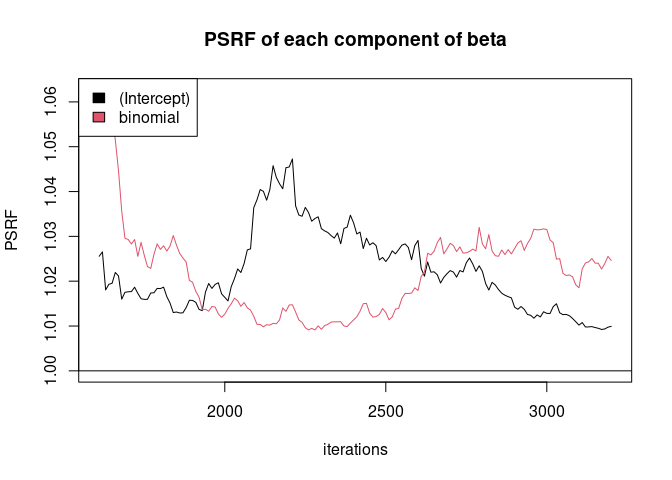 PSRF of each component of beta
(Intercept)
binomial
PSRF
1.06
1.05
1.04
1.03
1.02
1.01
1.00
2000
2500
3000
iterations